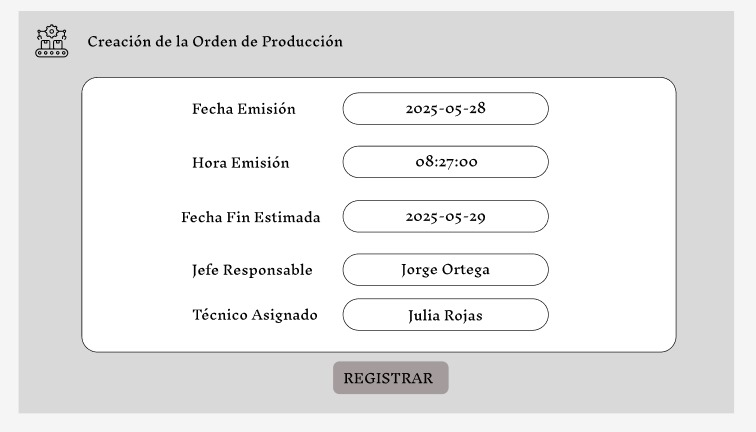 Creación de la Orden de Producción
Fecha Emisión 2025-05-28
Hora Emisión 08:27:00
Fecha Fin Estimada 2025-05-29
Jefe Responsable Jorge Ortega
Técnico Asignado Julia Rojas
REGISTRAR